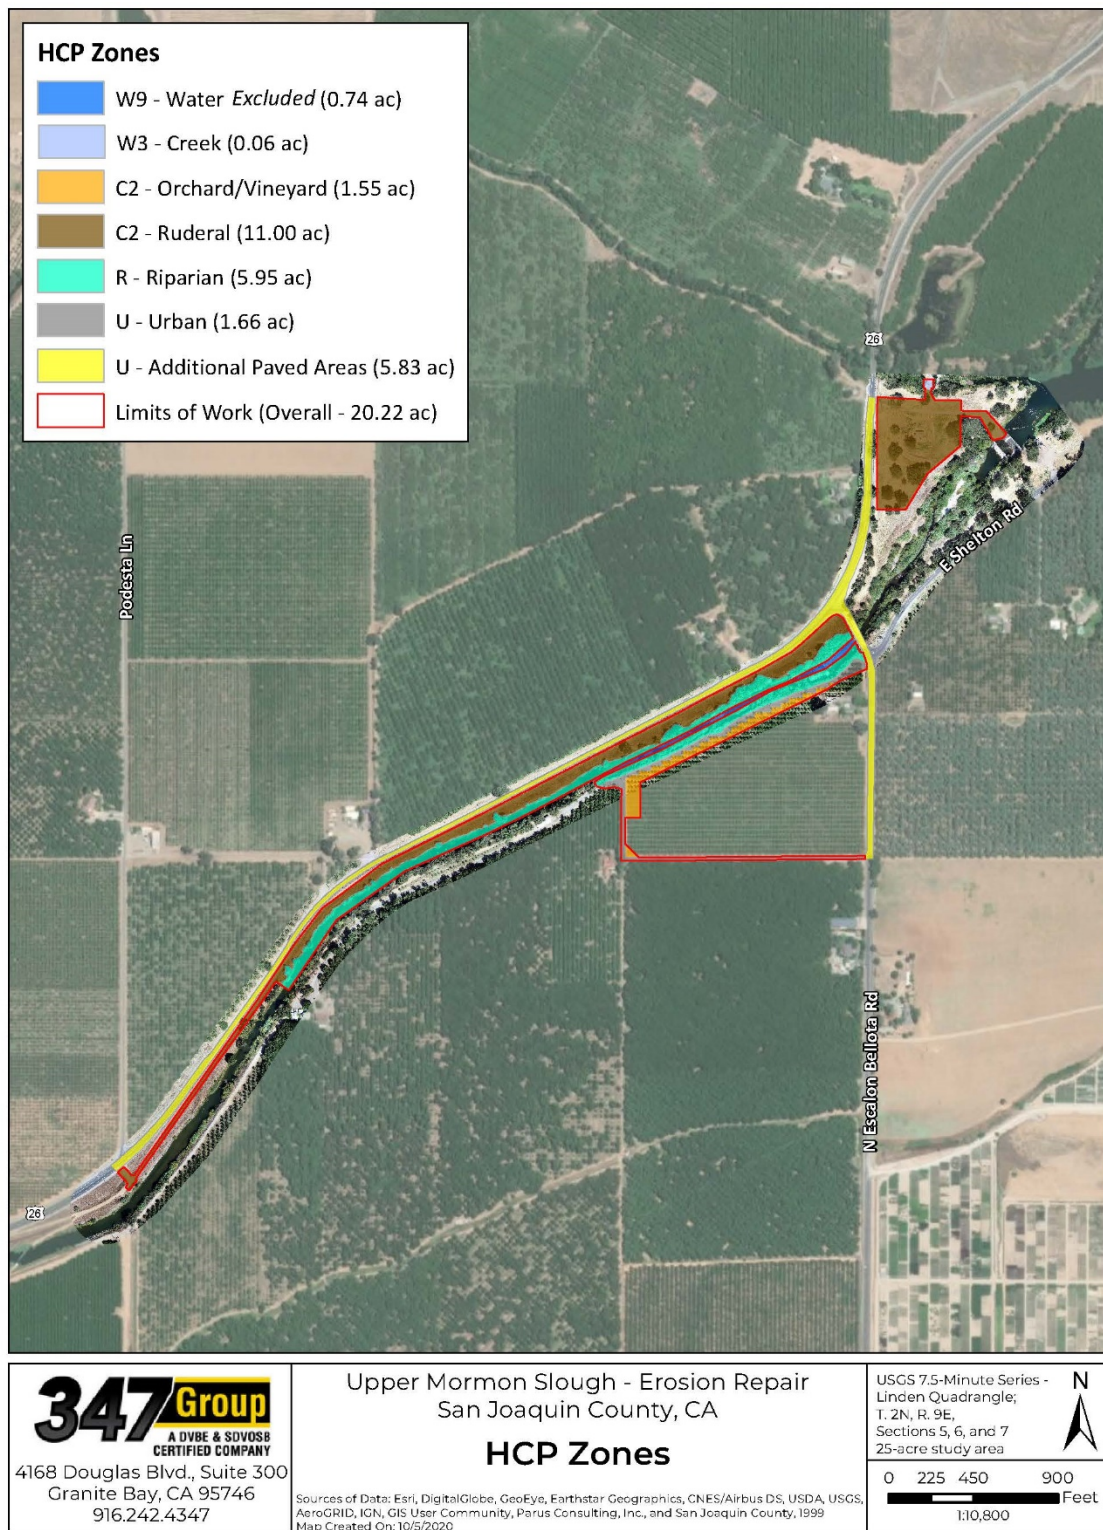 HCP Zones
W9 - Water Excluded (0.74 ac)
W3 - Creek (0.06 ac)
C2 - Orchard/Vineyard (1.55 ac)
C2 - Ruderal (11.00 ac)
R - Riparian (5.95 ac)
U - Urban (1.66 ac)
U - Additional Paved Areas (5.83 ac)
Limits of Work (Overall - 20.22 ac)
26
E Shelton Rd
Podesta Ln
N Escalon Bellota Rd
26
347 Group
A DVBE & SDVOSB
CERTIFIED COMPANY
4168 Douglas Blvd., Suite 300
Granite Bay, CA 95746
916.242.4347
Upper Mormon Slough - Erosion Repair
San Joaquin County, CA
HCP Zones
Sources of Data: Esri, DigitalGlobe, GeoEye, Earthstar Geographics, CNES/Airbus DS, USDA, USGS,
AeroGRID, IGN, GIS User Community, Parus Consulting, Inc., and San Joaquin County, 1999
Map Created On: 10/5/2020
USGS 7.5-Minute Series -
Linden Quadrangle;
T. 2N, R. 9E,
Sections 5, 6, and 7
25-acre study area
N
0 225 450 900
Feet
1:10,800